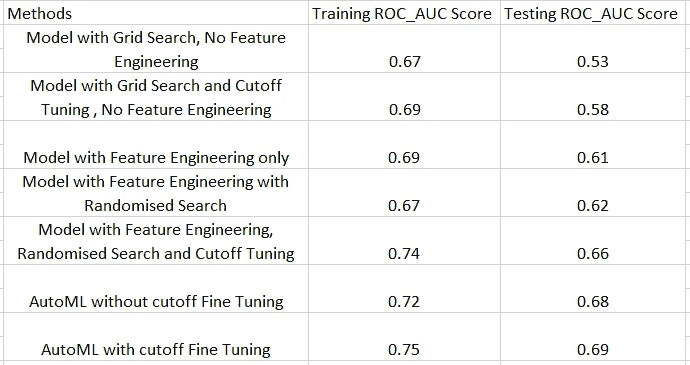 Methods Training ROC_AUC Score Testing ROC_AUC Score
Model with Grid Search, No Feature
Engineering 0.67 0.53
Model with Grid Search and Cutoff
Tuning , No Feature Engineering 0.69 0.58
Model with Feature Engineering only 0.69 0.61
Model with Feature Engineering with
Randomised Search 0.67 0.62
Model with Feature Engineering,
Randomised Search and Cutoff Tuning 0.74 0.66
AutoML without cutoff Fine Tuning 0.72 0.68
AutoML with cutoff Fine Tuning 0.75 0.69